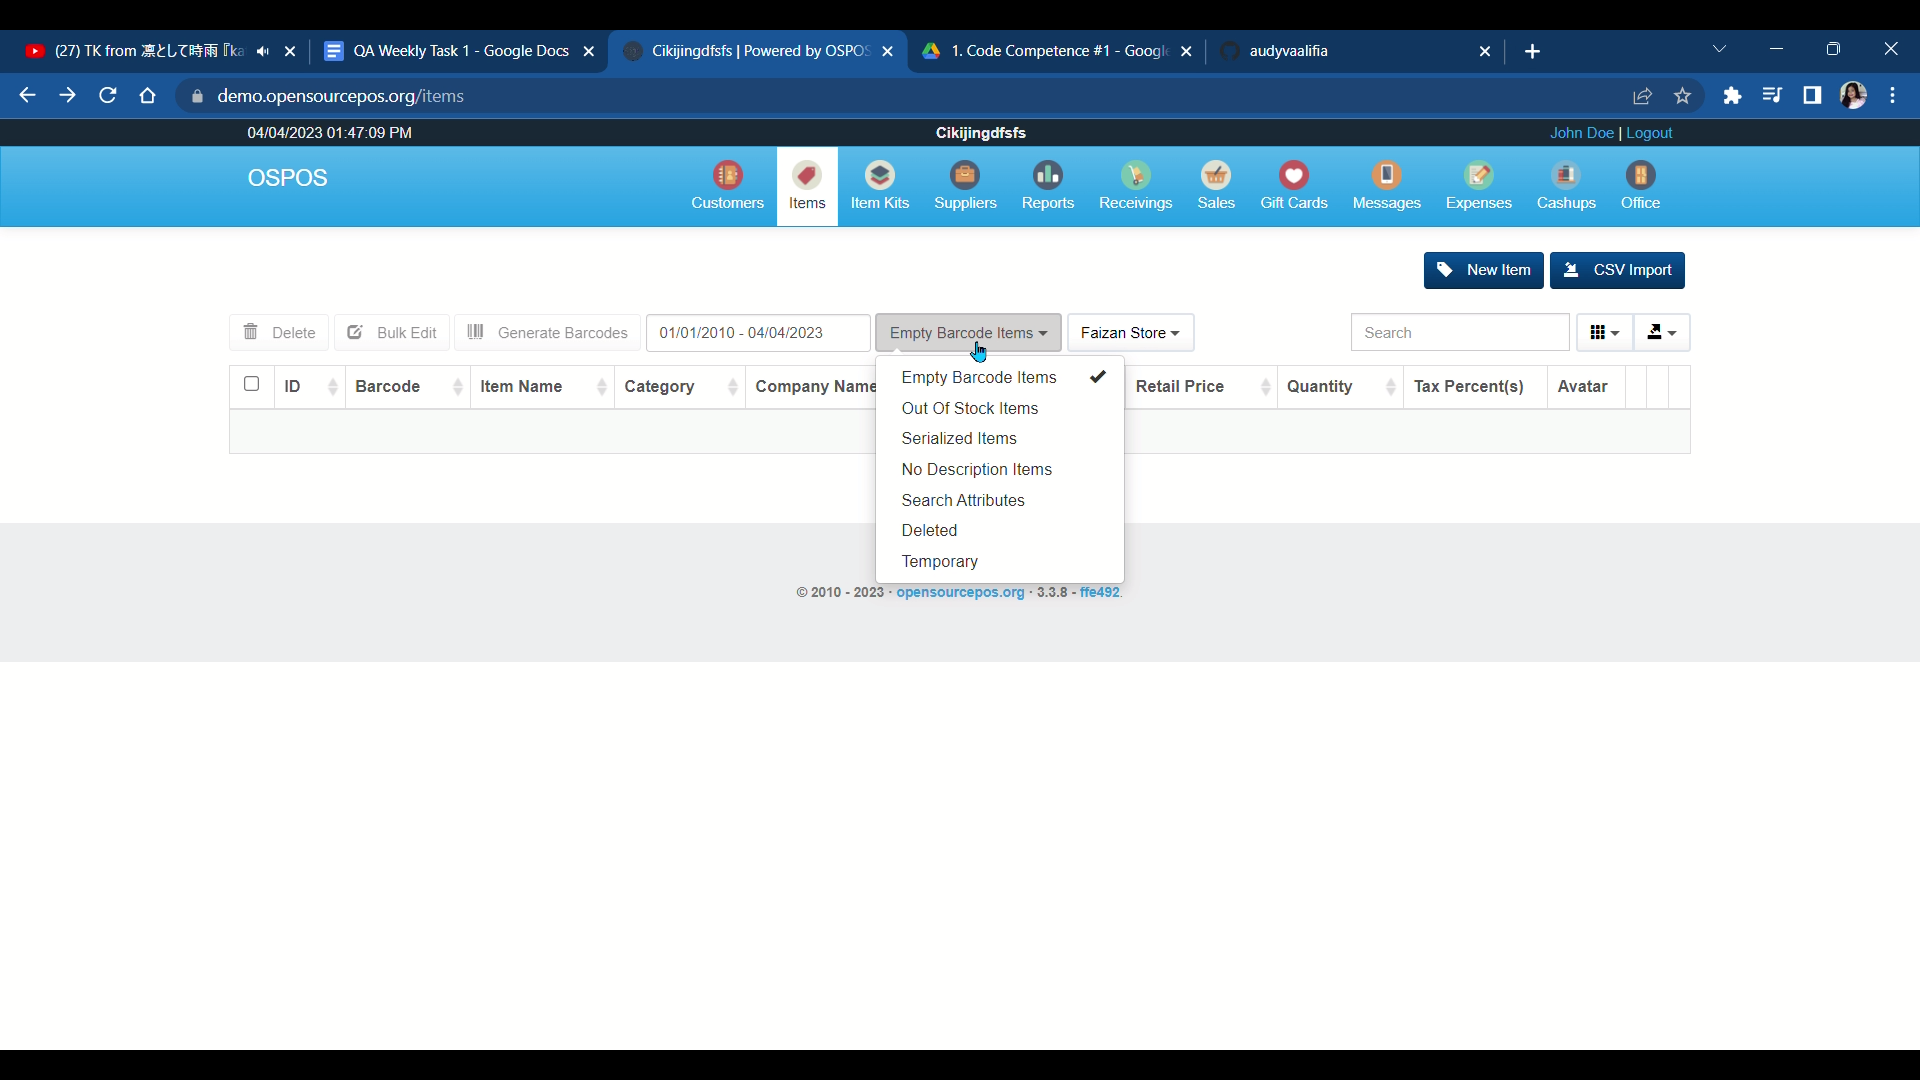 (27) TK from 凛として時雨『ka
QA Weekly Task 1 - Google Docs
Cikijingdfsfs | Powered by OSPOS
1. Code Competence #1 - Google
audyvaalifia
demo.opensourcepos.org/items
04/04/2023 01:47:09 PM
Cikijingdfsfs
John Doe | Logout
OSPOS
Customers
Items
Item Kits
Suppliers
Reports
Receivings
Sales
Gift Cards
Messages
Expenses
Cashups
Office
New Item
CSV Import
Delete
Bulk Edit
Generate Barcodes
01/01/2010 - 04/04/2023
Empty Barcode Items
Faizan Store
Search
ID
Barcode
Item Name
Category
Company Name
Retail Price
Quantity
Tax Percent(s)
Avatar
Empty Barcode Items
Out Of Stock Items
Serialized Items
No Description Items
Search Attributes
Deleted
Temporary
© 2010 - 2023 · opensourcepos.org · 3.3.8 - ffe492.